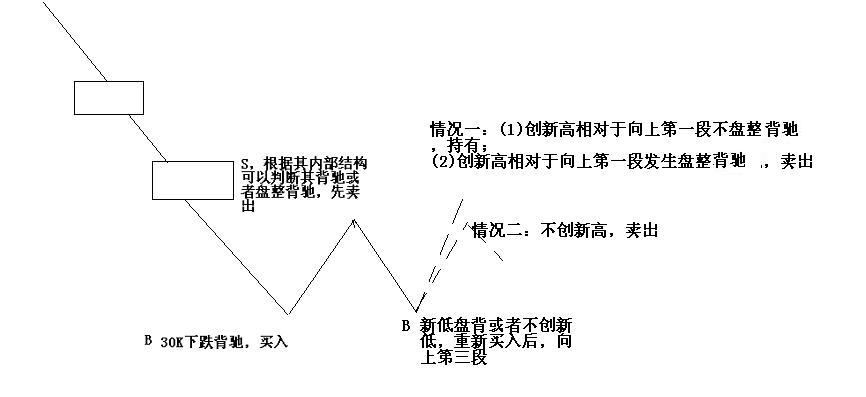 情况一：(1)创新高相对于向上第一段不盘整背驰
，持有；
(2)创新高相对于向上第一段发生盘整背驰 ，卖出
S，根据其内部结构
可以判断其背驰或
者盘整背驰，先卖
出
情况二：不创新高，卖出
B 30K下跌背驰，买入
B 新低盘背或者不创新
低，重新买入后，向
上第三段